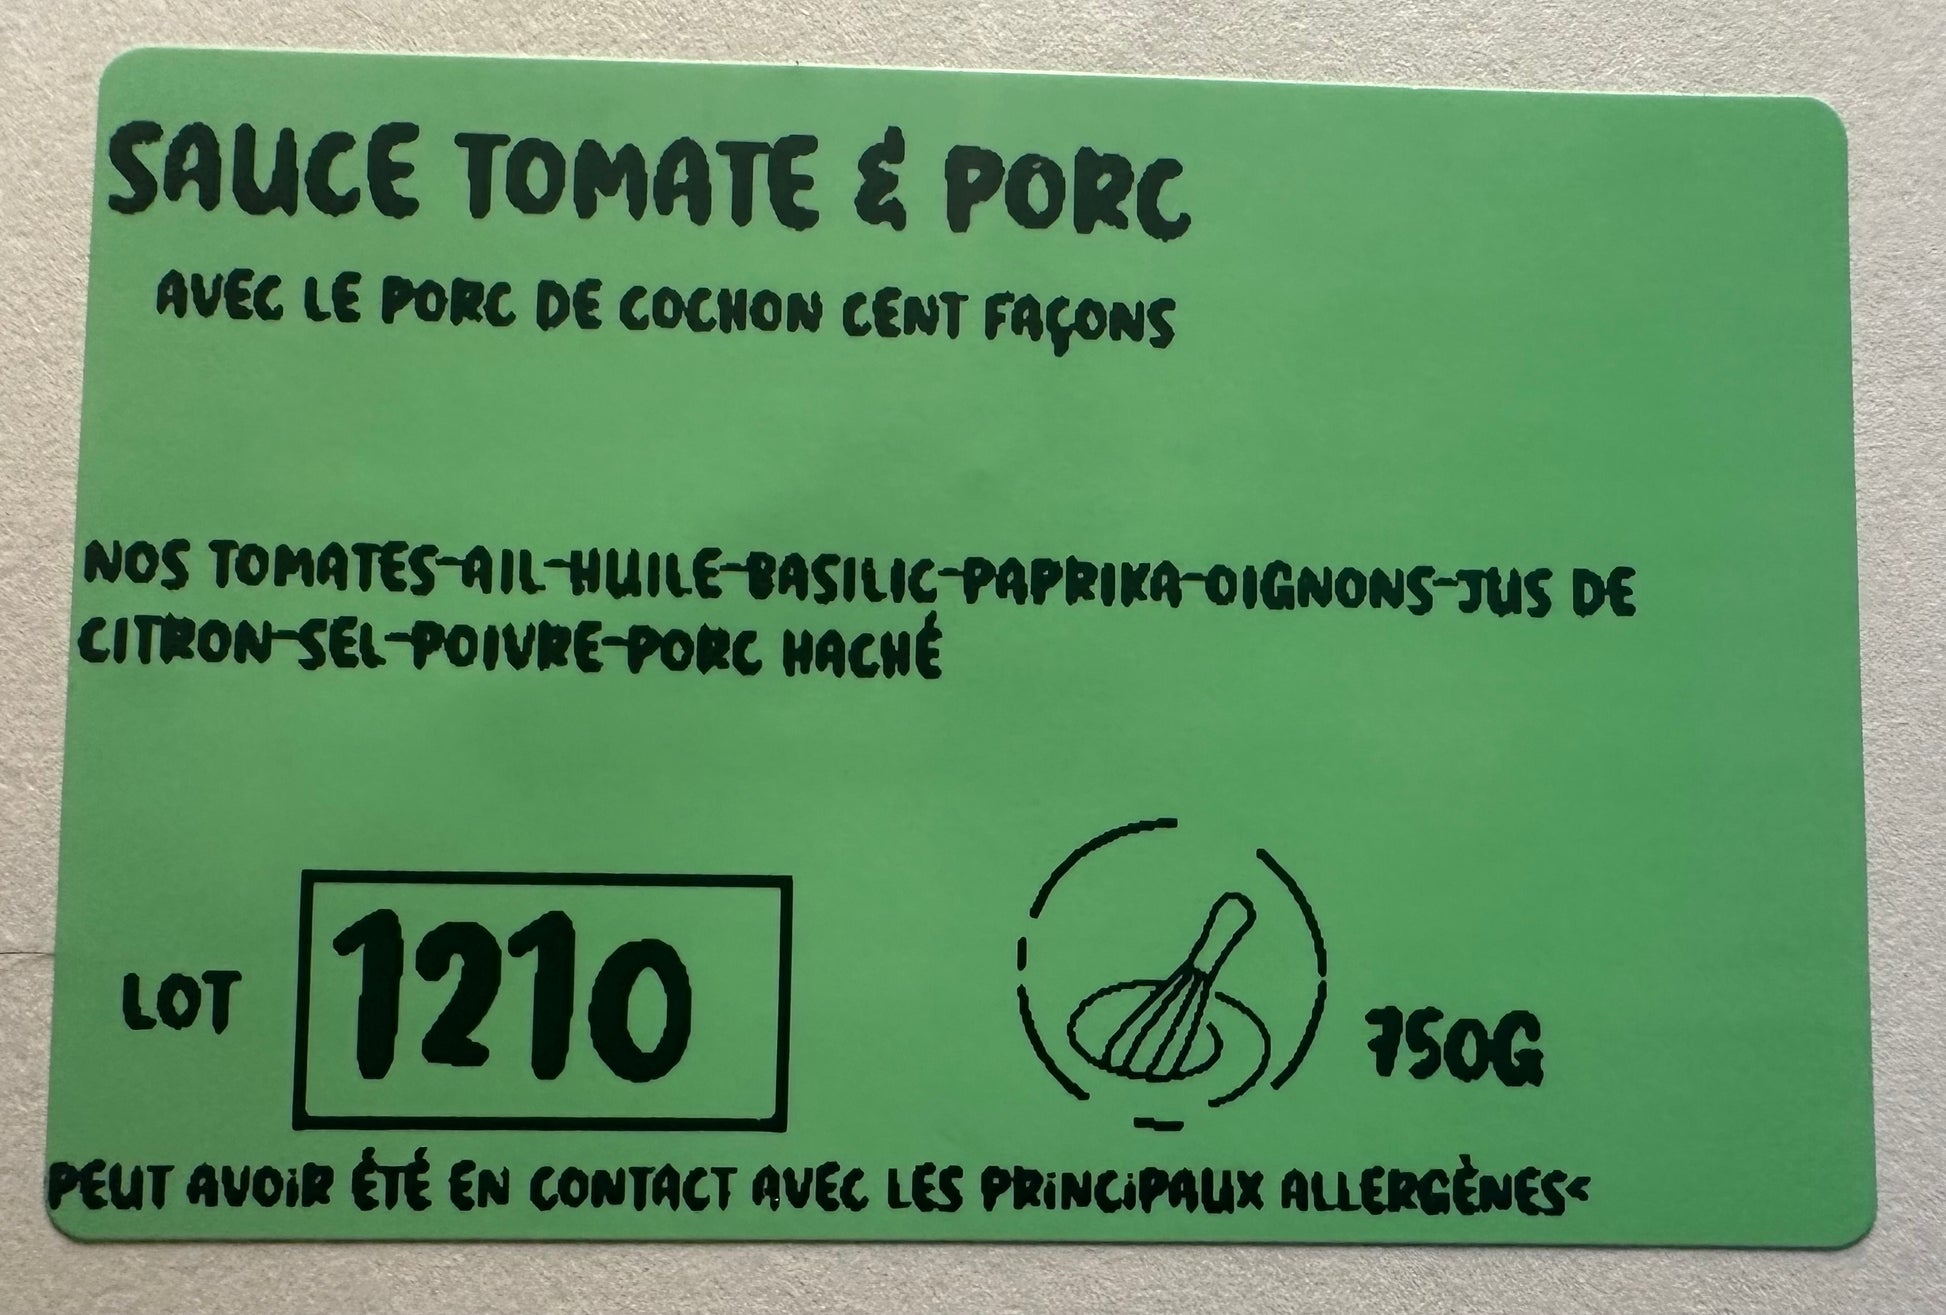 SAUCE TOMATE & PORC
AVEC LE PORC DE COCHON CENT FAÇONS
NOS TOMATES-AIL-HUILE-BASILIC-PAPRIKA-OIGNONS-JUS DE
CITRON-SEL-POIVRE-PORC HACHÉ
LOT 1210
750G
PEUT AVOIR ÉTÉ EN CONTACT AVEC LES PRINCIPAUX ALLERGÈNES<